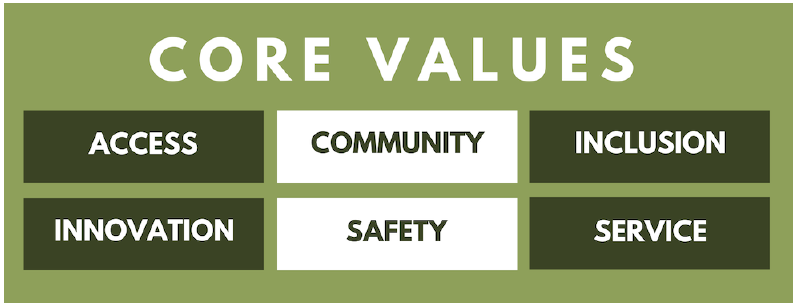 CORE VALUES
ACCESS COMMUNITY INCLUSION
INNOVATION SAFETY SERVICE